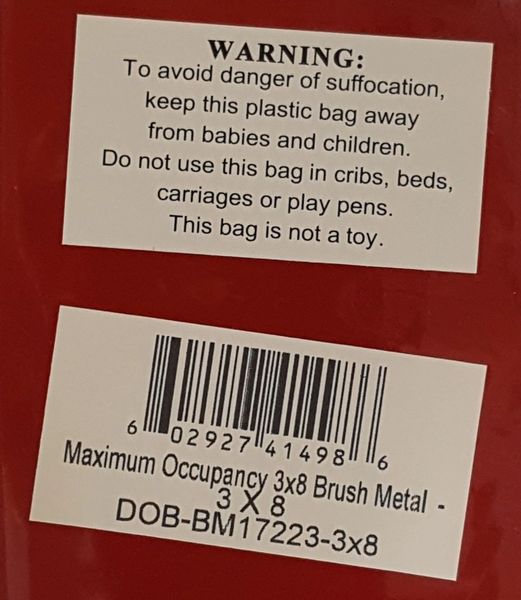 WARNING:
To avoid danger of suffocation,
keep this plastic bag away
from babies and children.
Do not use this bag in cribs, beds,
carriages or play pens.
This bag is not a toy.
6 02927 41498 6
Maximum Occupancy 3x8 Brush Metal -
3 X 8
DOB-BM17223-3x8